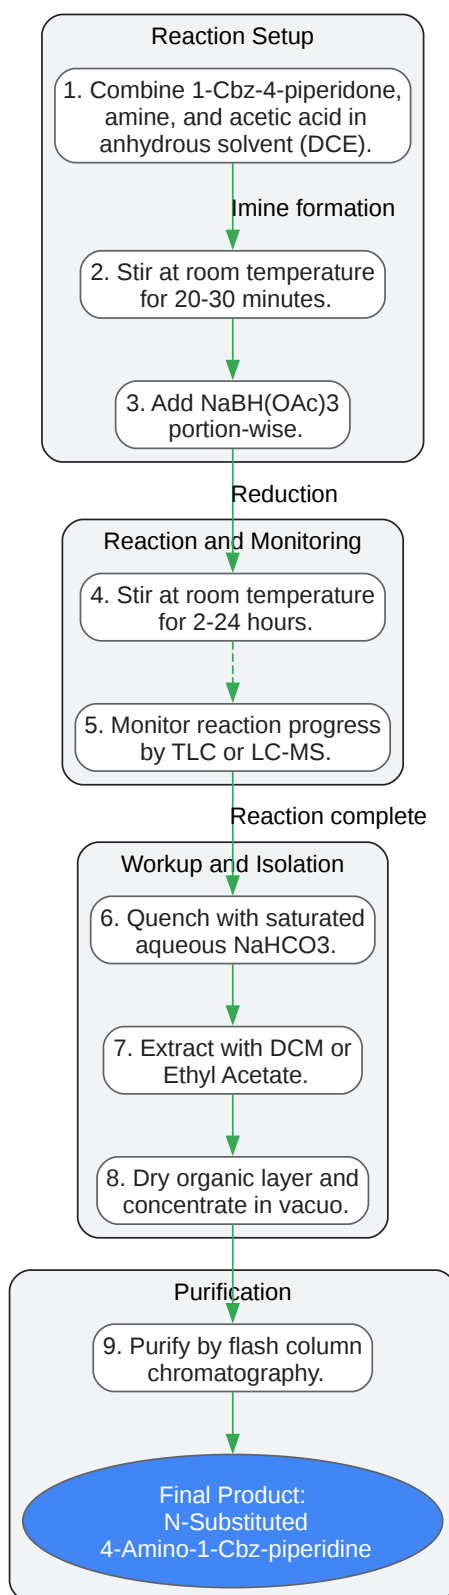 Reaction Setup
1. Combine 1-Cbz-4-piperidone,
amine, and acetic acid in
anhydrous solvent (DCE).
Imine formation
2. Stir at room temperature
for 20-30 minutes.
3. Add NaBH(OAc)3
portion-wise.
Reduction
Reaction and Monitoring
4. Stir at room temperature
for 2-24 hours.
5. Monitor reaction progress
by TLC or LC-MS.
Reaction complete
Workup and Isolation
6. Quench with saturated
aqueous NaHCO3.
7. Extract with DCM or
Ethyl Acetate.
8. Dry organic layer and
concentrate in vacuo.
Purification
9. Purify by flash column
chromatography.
Final Product:
N-Substituted
4-Amino-1-Cbz-piperidine